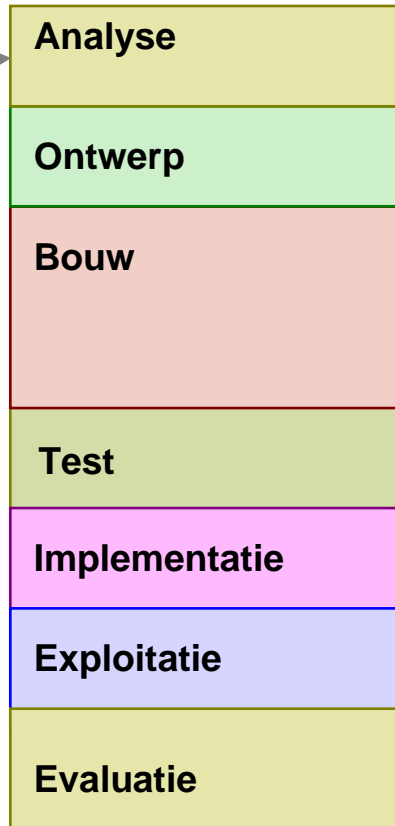 Analyse
Ontwerp
Bouw
Test
Implementatie
Exploitatie
Evaluatie